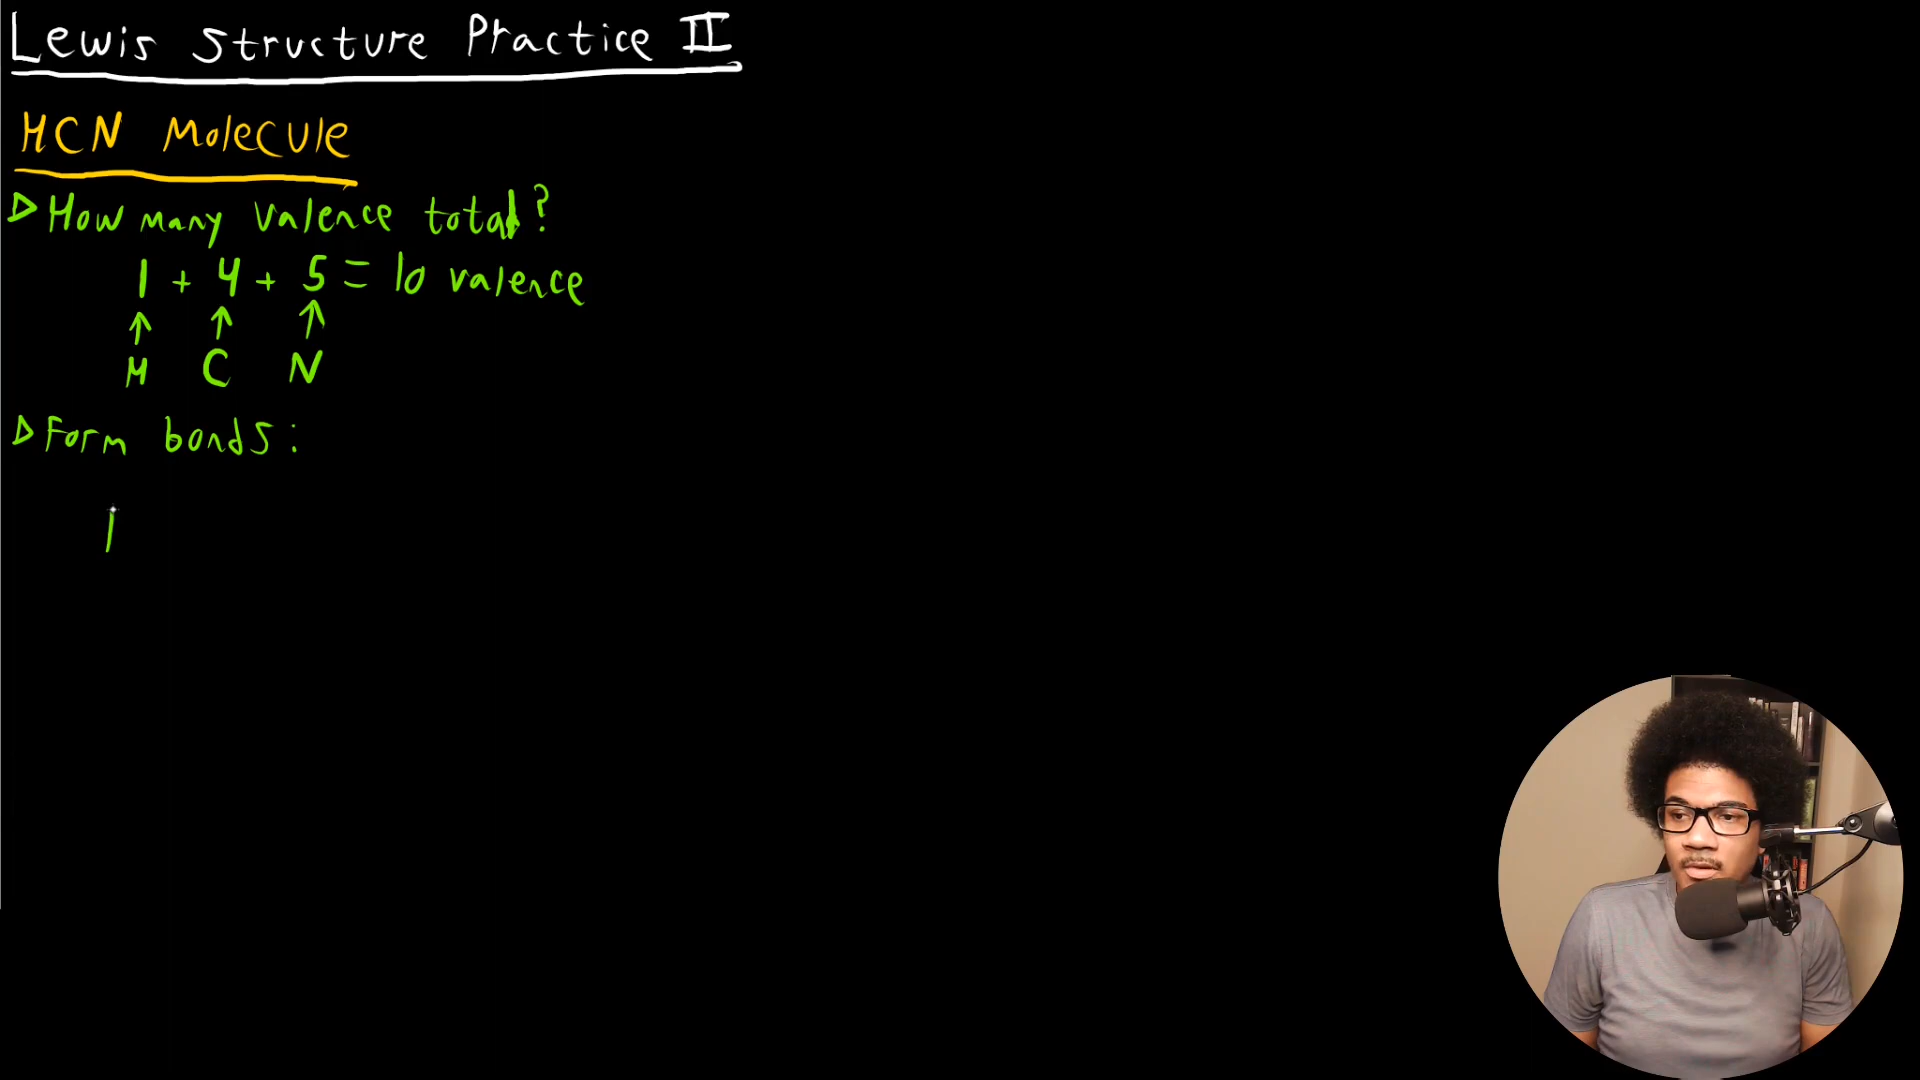 Lewis Structure Practice II
HCN Molecule
▷ How many valence total?
1 + 4 + 5 = 10 valence
↑ ↑ ↑
H C N
▷ Form bonds: